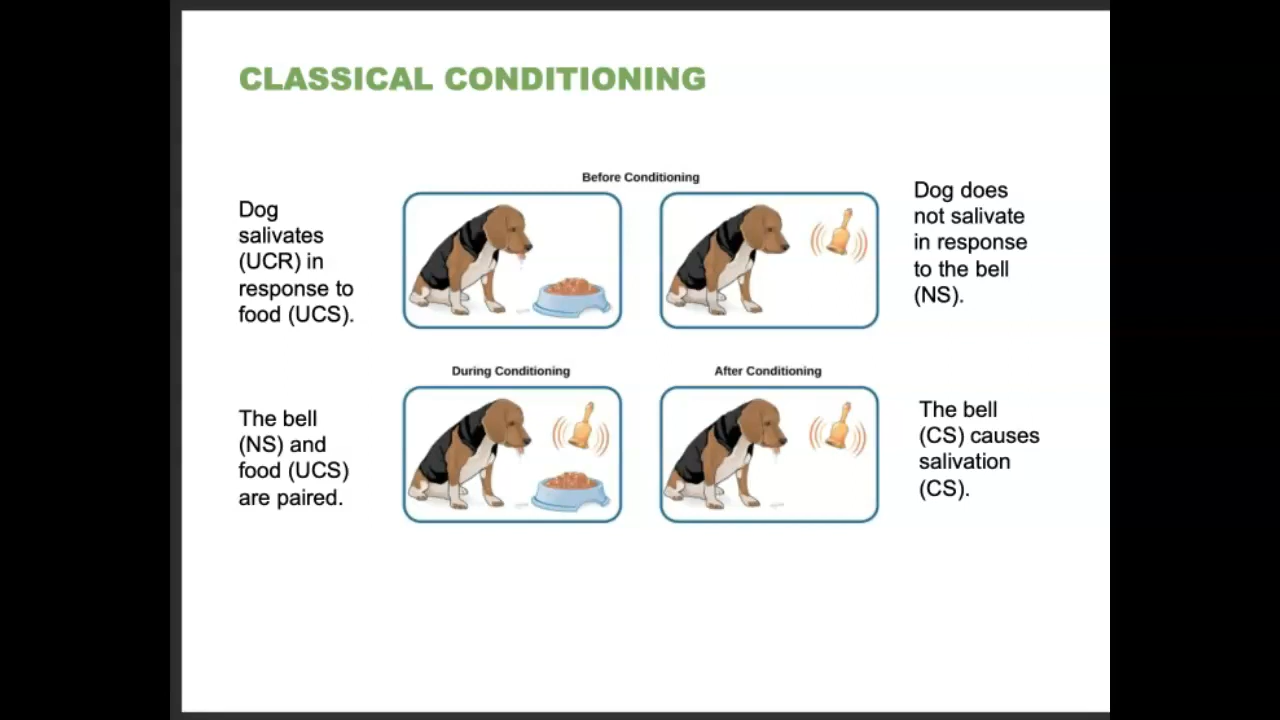 CLASSICAL CONDITIONING
Before Conditioning
Dog
salivates
(UCR) in
response to
food (UCS).
Dog does
not salivate
in response
to the bell
(NS).
During Conditioning
After Conditioning
The bell
(NS) and
food (UCS)
are paired.
The bell
(CS) causes
salivation
(CS).